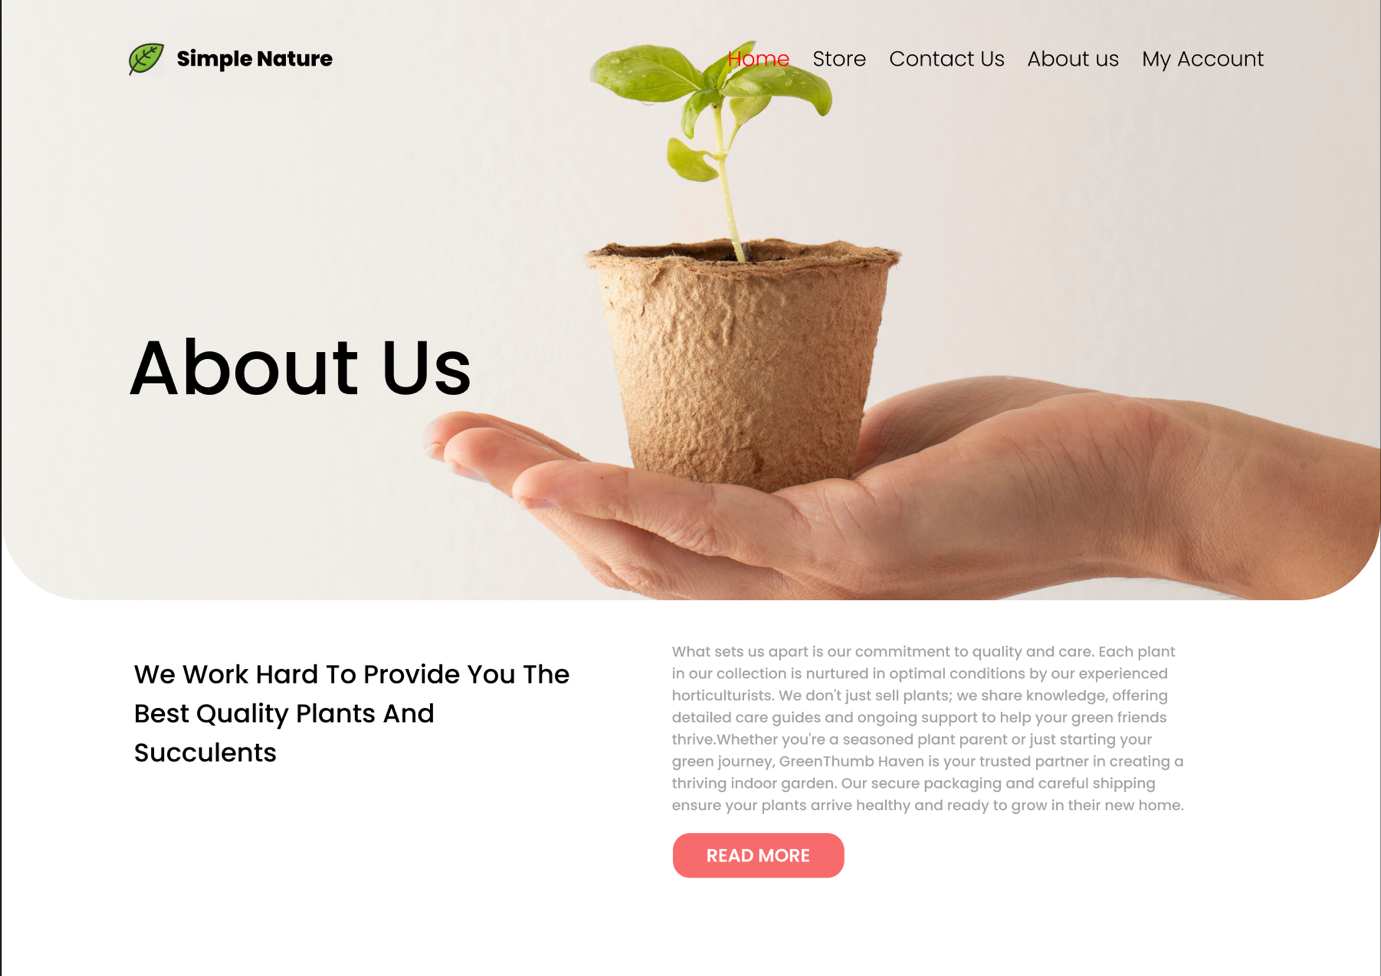 Simple Nature
Home Store Contact Us About us My Account
About Us
We Work Hard To Provide You The
Best Quality Plants And
Succulents
What sets us apart is our commitment to quality and care. Each plant
in our collection is nurtured in optimal conditions by our experienced
horticulturists. We don't just sell plants; we share knowledge, offering
detailed care guides and ongoing support to help your green friends
thrive.Whether you're a seasoned plant parent or just starting your
green journey, GreenThumb Haven is your trusted partner in creating a
thriving indoor garden. Our secure packaging and careful shipping
ensure your plants arrive healthy and ready to grow in their new home.
READ MORE